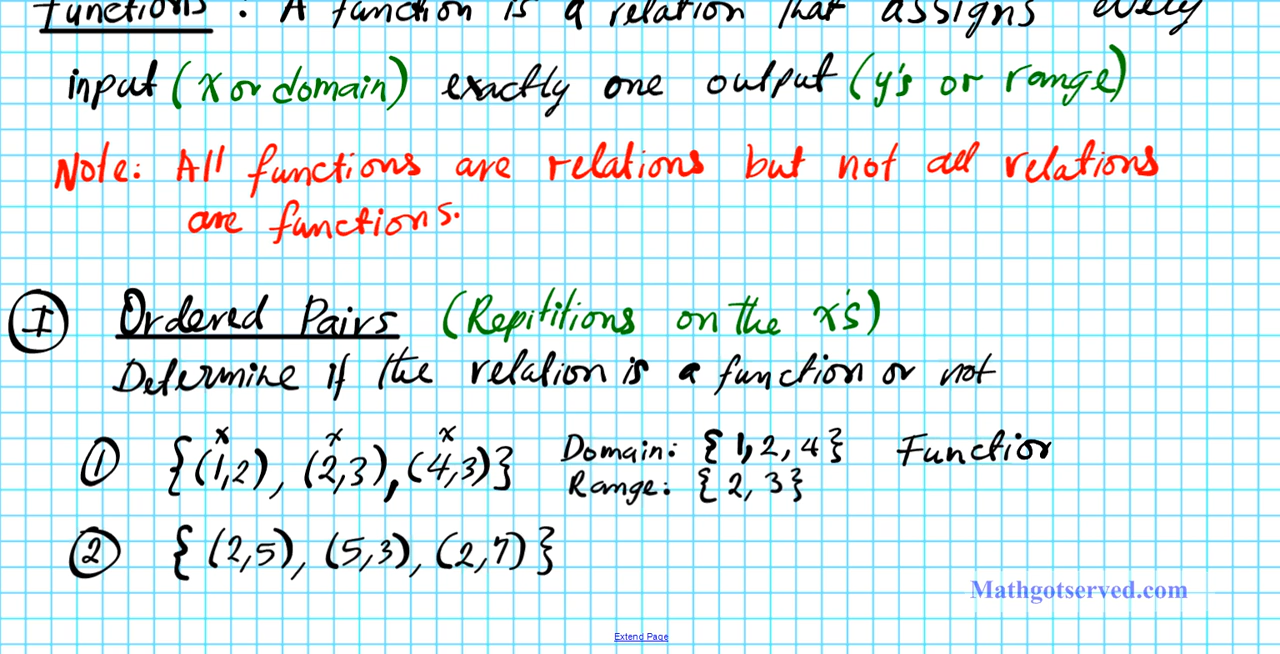 Functions : A function is a relation that assigns every
input (x or domain) exactly one output (y's or range)
Note: All functions are relations but not all relations
are functions.
I Ordered Pairs (Repititions on the x's)
Determine if the relation is a function or not
x x x
① {(1,2), (2,3), (4,3)} Domain: {1,2,4} Function
Range: {2,3}
② {(2,5), (5,3), (2,7)}
Mathgotserved.com
Extend Page